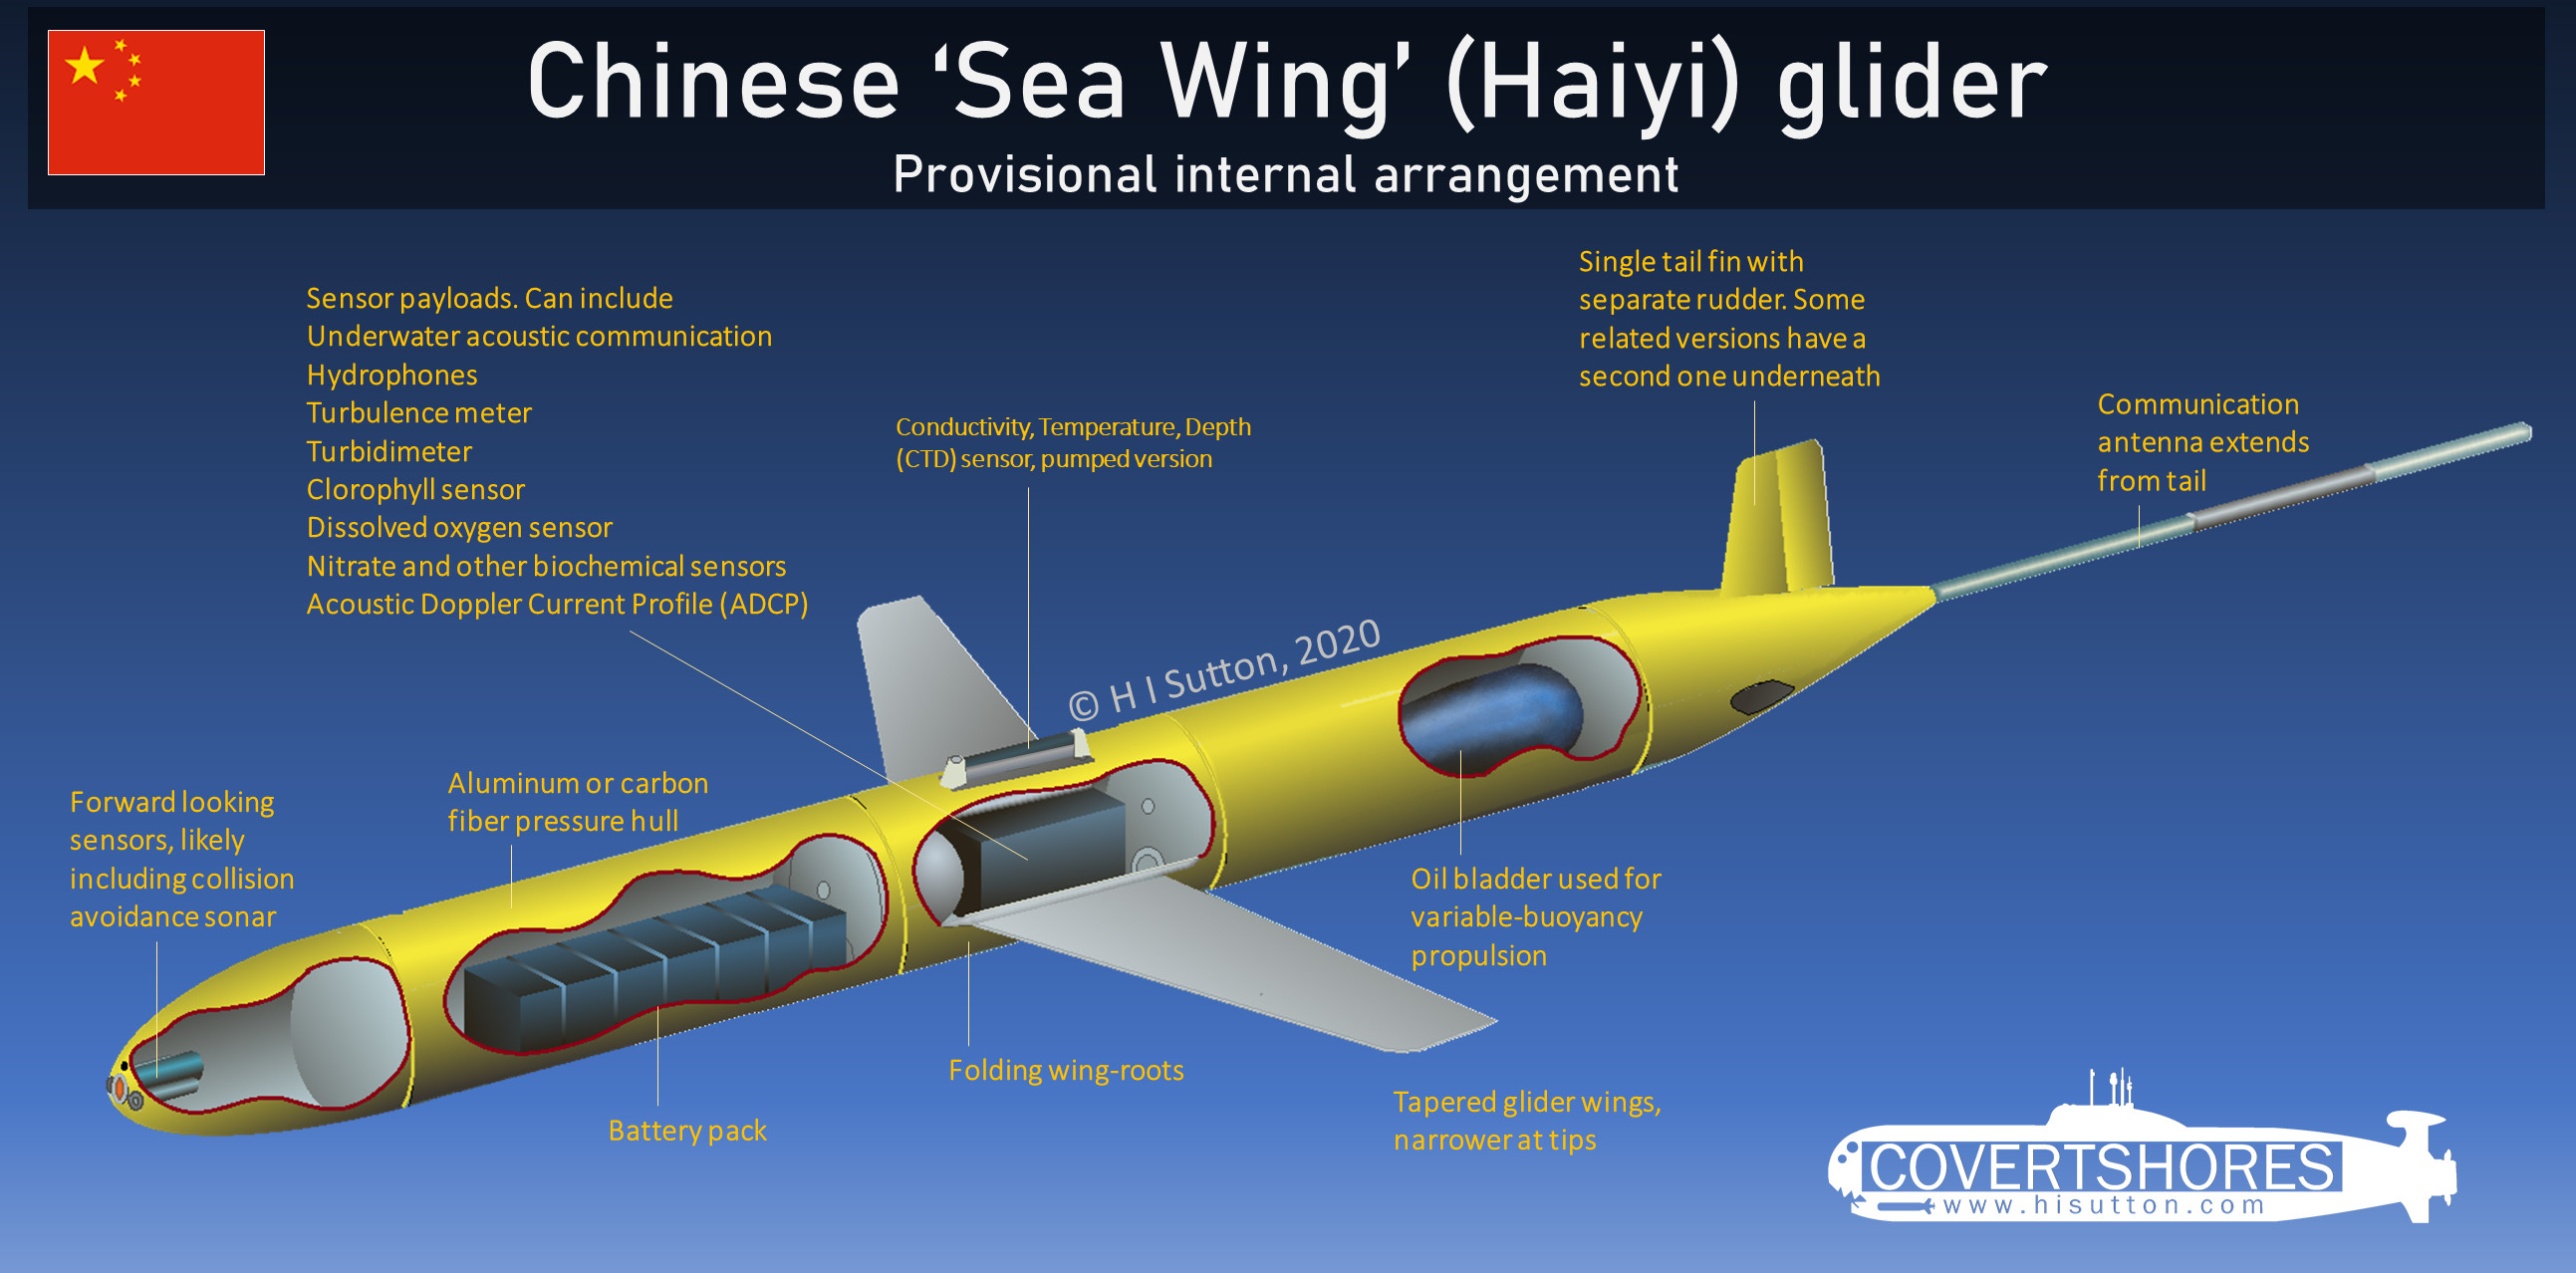 Chinese ‘Sea Wing’ (Haiyi) glider
Provisional internal arrangement
Sensor payloads. Can include
Underwater acoustic communication
Hydrophones
Turbulence meter
Turbidimeter
Clorophyll sensor
Dissolved oxygen sensor
Nitrate and other biochemical sensors
Acoustic Doppler Current Profile (ADCP)
Conductivity, Temperature, Depth
(CTD) sensor, pumped version
Single tail fin with
separate rudder. Some
related versions have a
second one underneath
Communication
antenna extends
from tail
© H I Sutton, 2020
Forward looking
sensors, likely
including collision
avoidance sonar
Aluminum or carbon
fiber pressure hull
Oil bladder used for
variable-buoyancy
propulsion
Folding wing-roots
Battery pack
Tapered glider wings,
narrower at tips
COVERTSHORES
www.hisutton.com